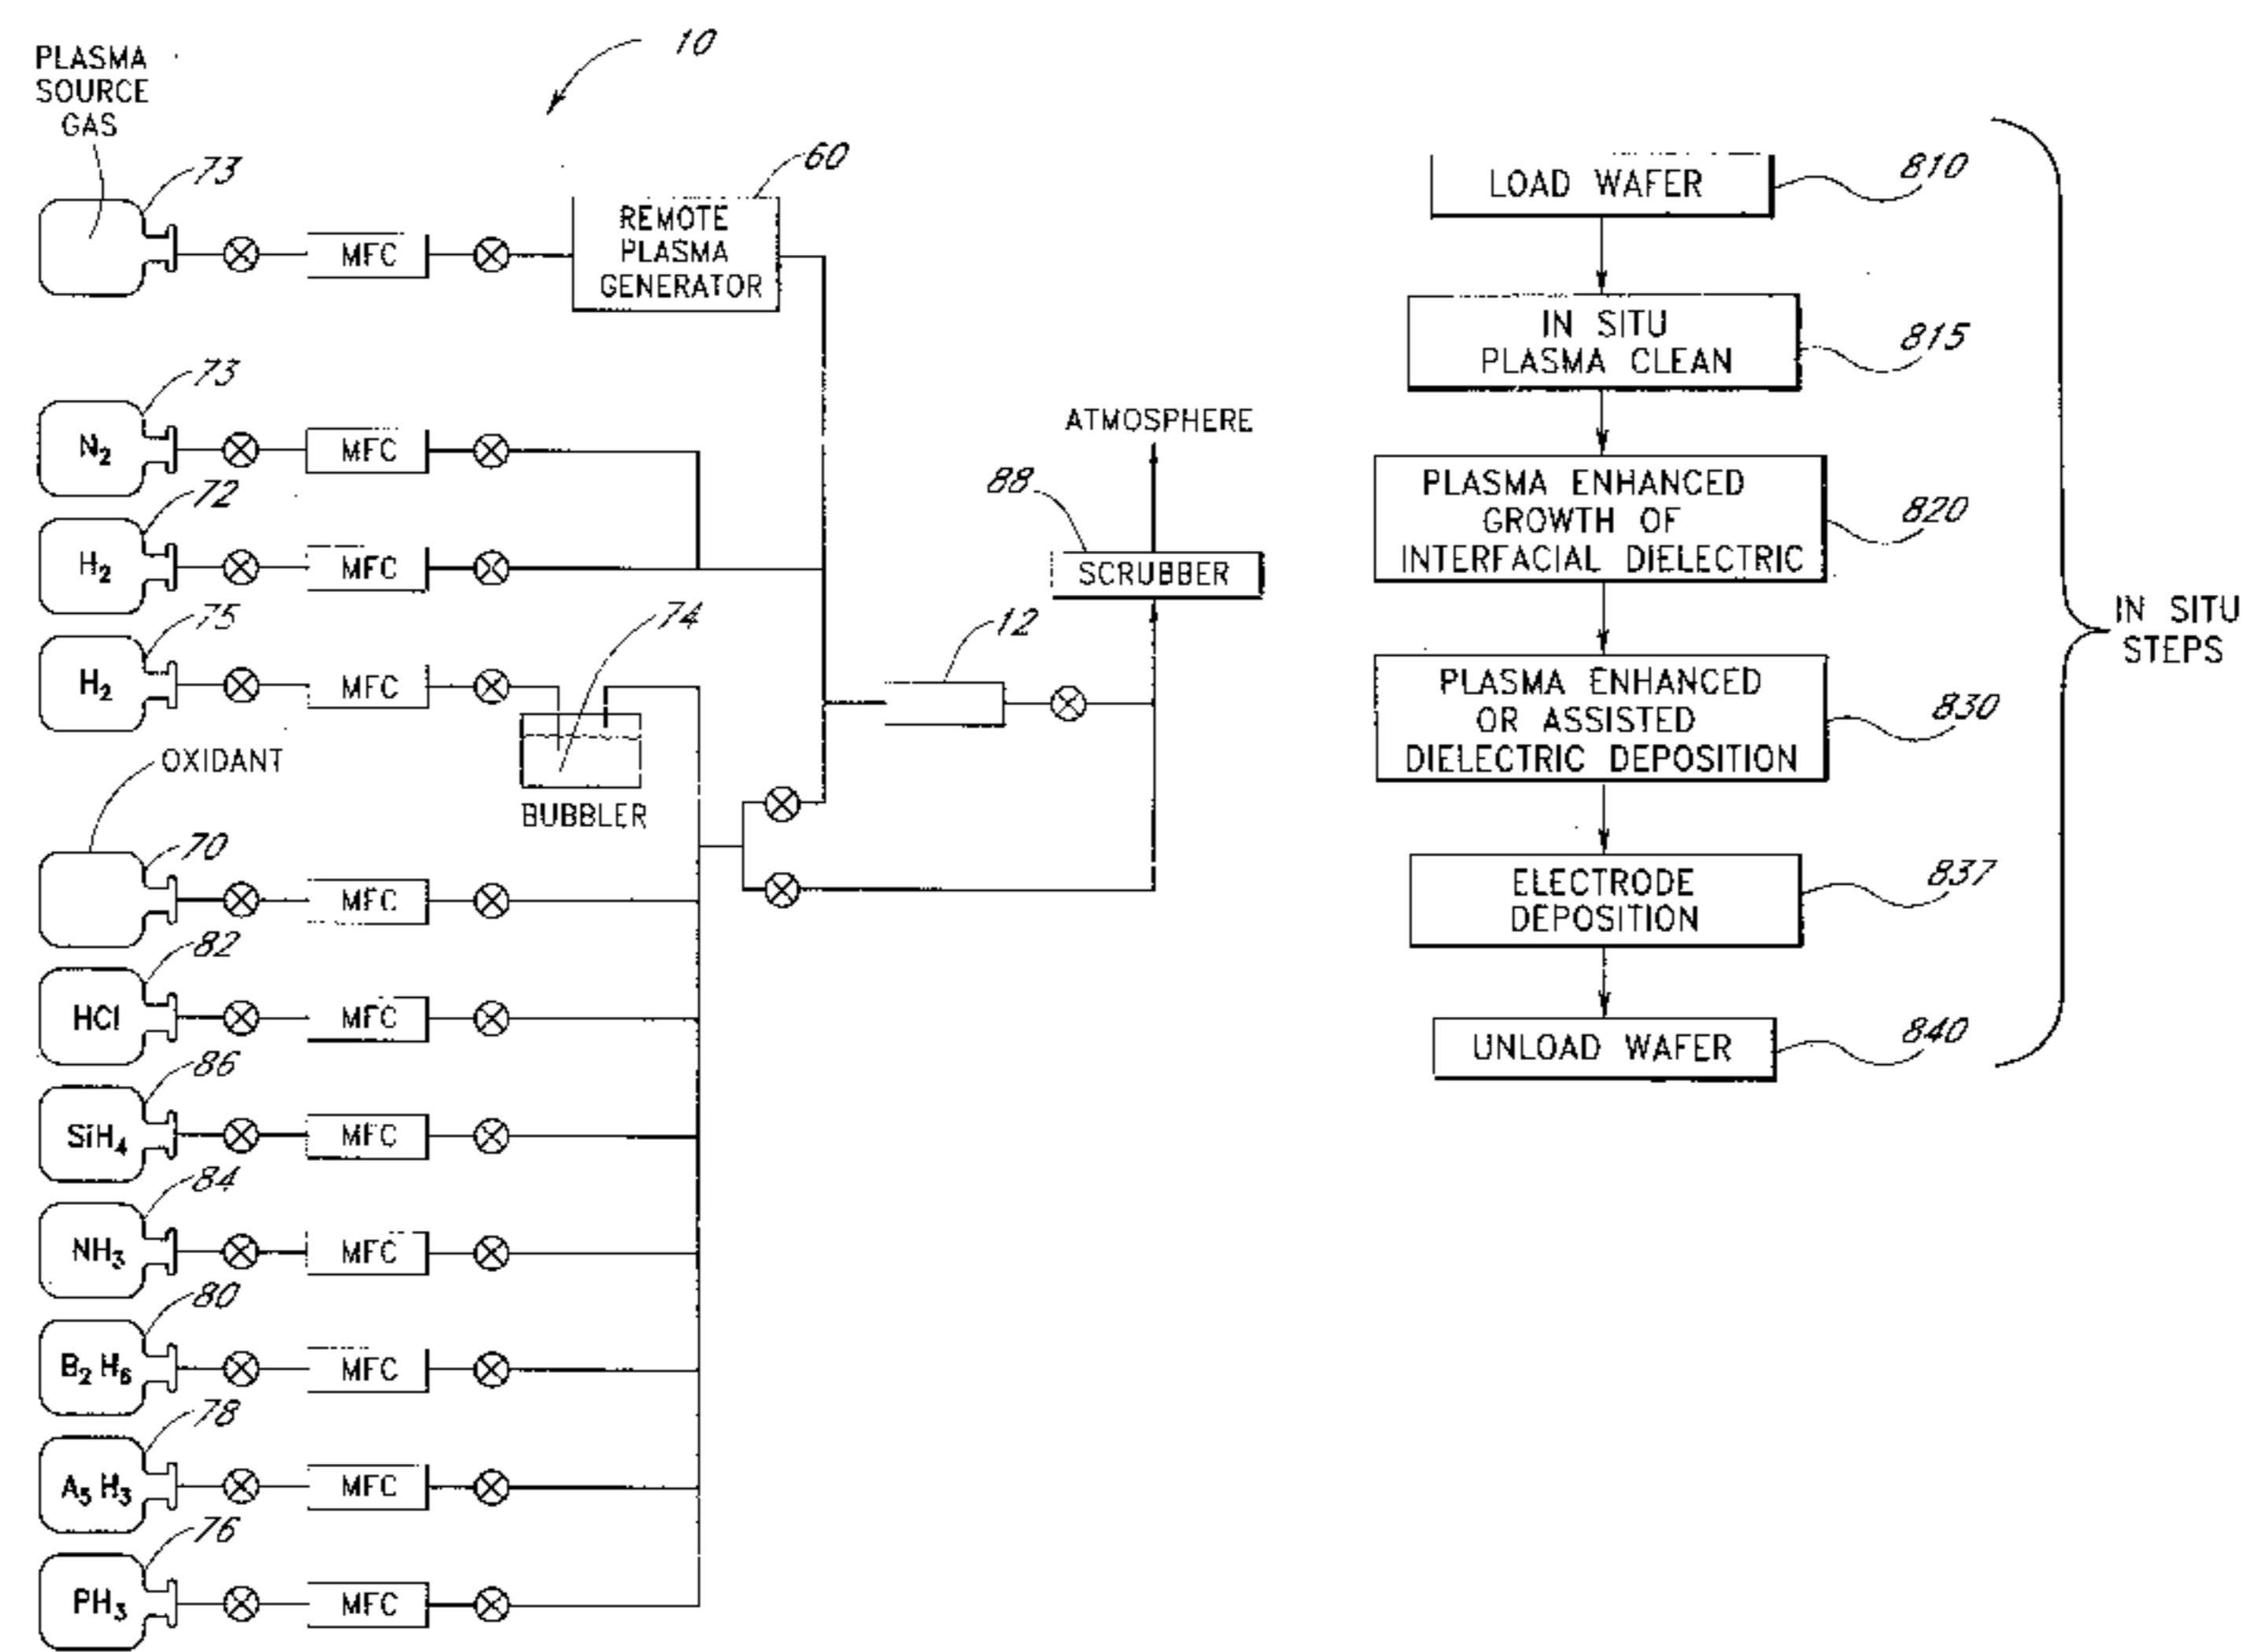 10
PLASMA
SOURCE
GAS
73
MFC
REMOTE
PLASMA
GENERATOR
60
73
N₂
MFC
72
H₂
MFC
75
H₂
MFC
74
BUBBLER
OXIDANT
70
MFC
82
HCl
MFC
86
SiH₄
MFC
84
NH₃
MFC
80
B₂ H₆
MFC
78
A₅ H₃
MFC
76
PH₃
MFC
ATMOSPHERE
88
SCRUBBER
12
LOAD WAFER
810
IN SITU
PLASMA CLEAN
815
PLASMA ENHANCED
GROWTH OF
INTERFACIAL DIELECTRIC
820
PLASMA ENHANCED
OR ASSISTED
DIELECTRIC DEPOSITION
830
ELECTRODE
DEPOSITION
837
UNLOAD WAFER
840
IN SITU
STEPS